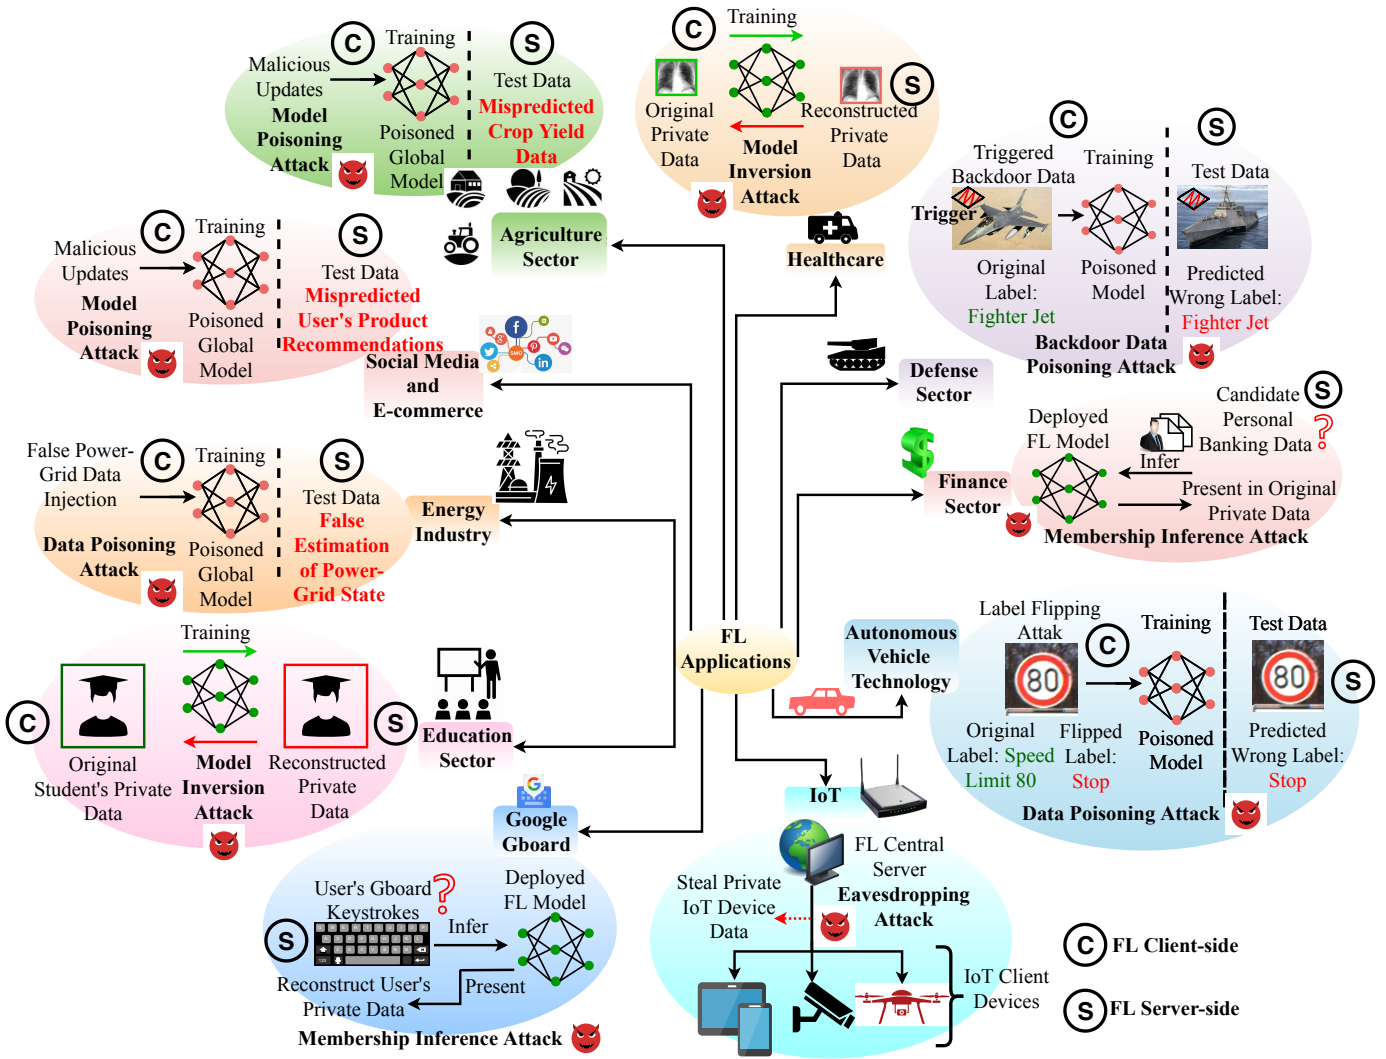 C
Training
S
Malicious
Updates
Model
Poisoning
Attack
Poisoned
Global
Model
Test Data
Mispredicted
Crop Yield
Data
Agriculture
Sector
C
Training
S
Original
Private
Data
Model
Inversion
Attack
Reconstructed
Private
Data
Healthcare
C
S
Triggered
Backdoor Data
Trigger
Training
Test Data
Original
Label:
Fighter Jet
Poisoned
Model
Predicted
Wrong Label:
Fighter Jet
Backdoor Data
Poisoning Attack
Defense
Sector
Malicious
Updates
C
Training
S
Model
Poisoning
Attack
Poisoned
Global
Model
Test Data
Mispredicted
User's Product
Recommendations
Social Media
and
E-commerce
f
SMO
in
Deployed
FL Model
Candidate
Personal
Banking Data
S
?
Infer
Present in Original
Private Data
Membership Inference Attack
$
Finance
Sector
False Power-
Grid Data
Injection
C
Training
S
Data Poisoning
Attack
Poisoned
Global
Model
Test Data
False
Estimation
of Power-
Grid State
Energy
Industry
FL
Applications
Autonomous
Vehicle
Technology
Label Flipping
Attak
C
Training
Test Data
S
80
80
Original
Label: Speed
Limit 80
Flipped
Label:
Stop
Poisoned
Model
Predicted
Wrong Label:
Stop
Data Poisoning Attack
Training
C
S
Original
Student's Private
Data
Model
Inversion
Attack
Reconstructed
Private
Data
Education
Sector
G
Google
Gboard
User's Gboard
Keystrokes
?
S
Infer
Deployed
FL Model
Present
Reconstruct User's
Private Data
Membership Inference Attack
IoT
FL Central
Server
Eavesdropping
Attack
Steal Private
IoT Device
Data
IoT Client
Devices
C FL Client-side
S FL Server-side